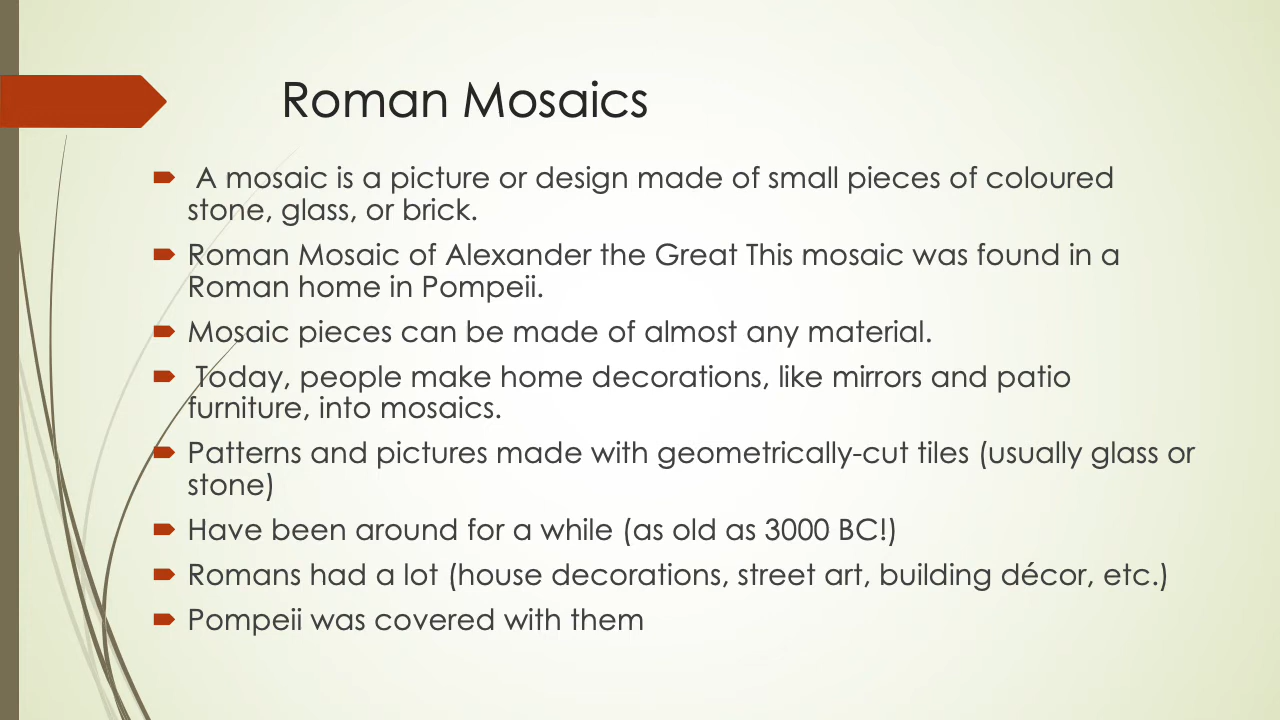 Roman Mosaics
A mosaic is a picture or design made of small pieces of coloured
stone, glass, or brick.
Roman Mosaic of Alexander the Great This mosaic was found in a
Roman home in Pompeii.
Mosaic pieces can be made of almost any material.
Today, people make home decorations, like mirrors and patio
furniture, into mosaics.
Patterns and pictures made with geometrically-cut tiles (usually glass or
stone)
Have been around for a while (as old as 3000 BC!)
Romans had a lot (house decorations, street art, building décor, etc.)
Pompeii was covered with them